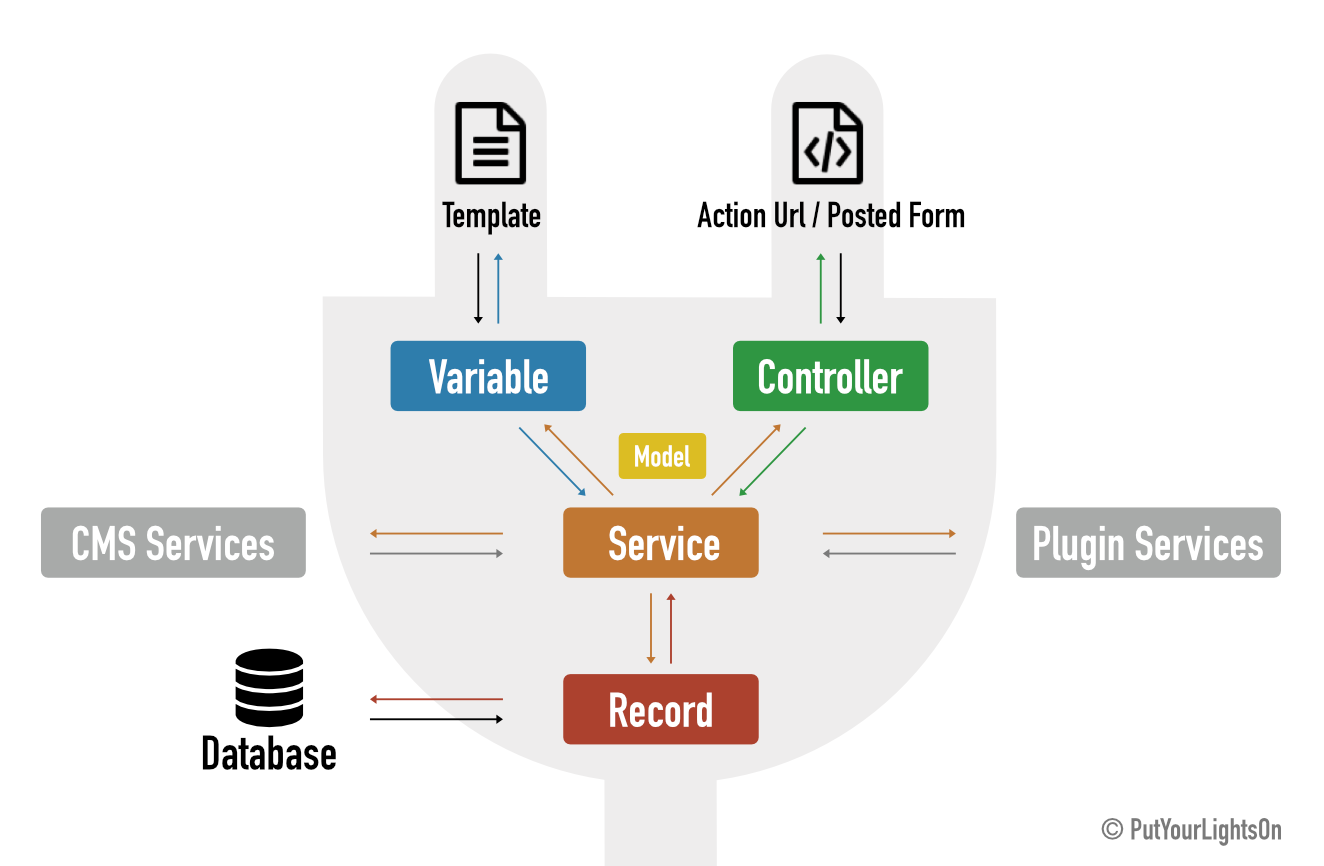 Template
Action Url / Posted Form
Variable
Controller
Model
CMS Services
Service
Plugin Services
Record
Database
© PutYourLightsOn